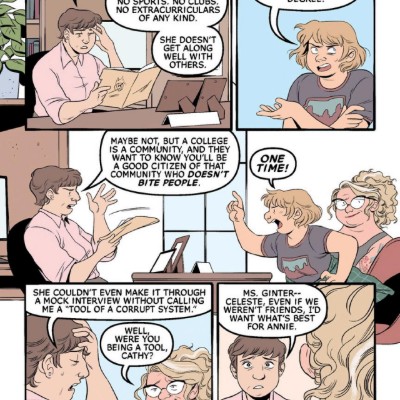 NO SPORTS. NO CLUBS.
NO EXTRACURRICULARS
OF ANY KIND.
SHE DOESN'T
GET ALONG
WELL WITH
OTHERS.
DEGREE?
MAYBE NOT, BUT A COLLEGE
IS A COMMUNITY, AND THEY
WANT TO KNOW YOU'LL BE
A GOOD CITIZEN OF THAT
COMMUNITY WHO DOESN'T
BITE PEOPLE.
ONE
TIME!
SHE COULDN'T EVEN MAKE IT THROUGH
A MOCK INTERVIEW WITHOUT CALLING
ME A "TOOL OF A CORRUPT SYSTEM."
WELL,
WERE YOU
BEING A TOOL,
CATHY?
MS. GINTER--
CELESTE, EVEN IF WE
WEREN'T FRIENDS, I'D
WANT WHAT'S BEST
FOR ANNIE.